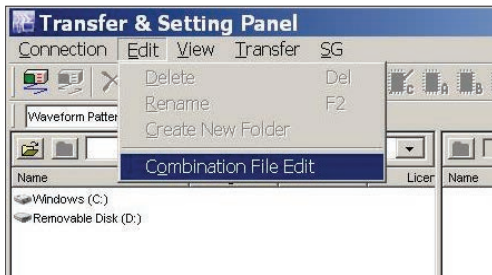 Transfer & Setting Panel
Connection Edit View Transfer SG
Delete Del
Rename F2
Create New Folder
Combination File Edit
C A B
Waveform Patter
Name Licer Name
Windows (C:)
Removable Disk (D:)